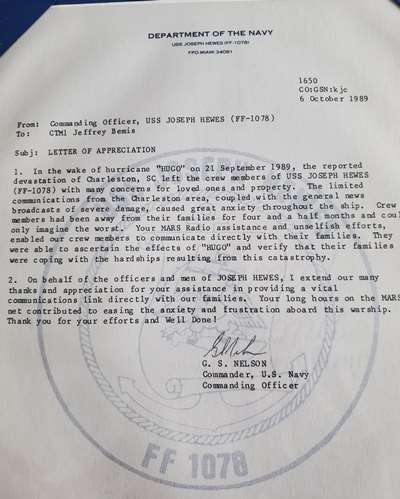 DEPARTMENT OF THE NAVY
USS JOSEPH HEWES (FF-1078)
FPO MIAMI 34091
1650
CO:GSN:kjc
6 October 1989
From: Commanding Officer, USS JOSEPH HEWES (FF-1078)
To: CTM1 Jeffrey Bemis
Subj: LETTER OF APPRECIATION
1. In the wake of hurricane "HUGO" on 21 September 1989, the reported
devastation of Charleston, SC left the crew members of USS JOSEPH HEWES
(FF-1078) with many concerns for loved ones and property. The limited
communications from the Charleston area, coupled with the general news
broadcasts of severe damage, caused great anxiety throughout the ship. Crew
members had been away from their families for four and a half months and coul
only imagine the worst. Your MARS Radio assistance and unselfish efforts,
enabled our crew members to communicate directly with their families. They
were able to ascertain the effects of "HUGO" and verify that their families
were coping with the hardships resulting from this catastrophy.
2. On behalf of the officers and men of JOSEPH HEWES, I extend our many
thanks and appreciation for your assistance in providing a vital
communications link directly with our families. Your long hours on the MARS
net contributed to easing the anxiety and frustration aboard this warship.
Thank you for your efforts and Well Done!
G. S. NELSON
Commander, U.S. Navy
Commanding Officer
FF 1078